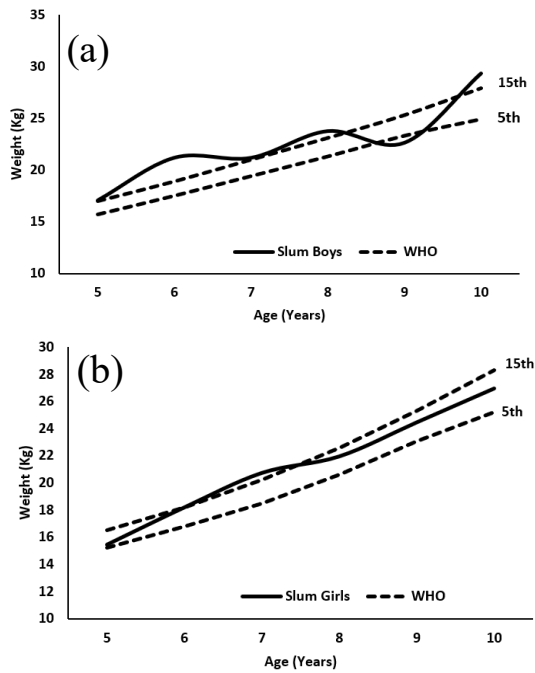 (a)
35
30
25
20
15
10
Weight (Kg)
15th
5th
Slum Boys WHO
5 6 7 8 9 10
Age (Years)
(b)
30
28
26
24
22
20
18
16
14
12
10
Weight (Kg)
15th
5th
Slum Girls WHO
5 6 7 8 9 10
Age (Years)